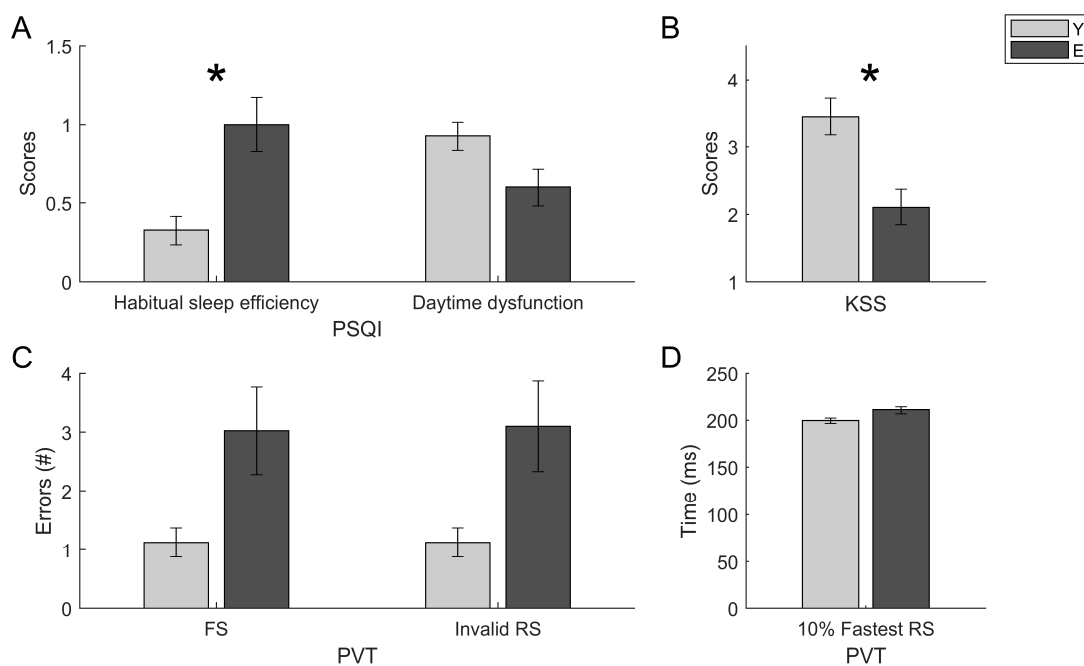 A
B
Y
E
1.5
1
0.5
0
Scores
*
Habitual sleep efficiency
Daytime dysfunction
PSQI
4
3
2
1
Scores
*
KSS
C
D
4
3
2
1
0
Errors (#)
FS
Invalid RS
PVT
250
200
150
100
50
0
Time (ms)
10% Fastest RS
PVT